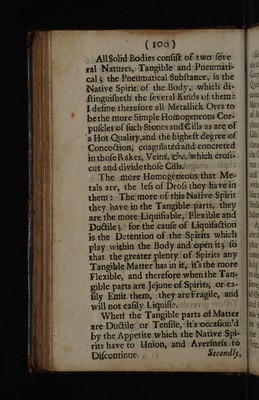 (100)
All Solid Bodies consist of two seve
ral Natures, Tangible and Pneumati-
cal; the Pneumatical Substance, is the
Native Spirit of the Body, which di-
stinguisheth the several Kinds of them:
I define therefore all Metallick Ores to
be the more Simple Homogeneous Cor-
puscles of such Stones and Cills as are of
a Hot Quality, and the highest degree of
Concoction, coagulated and concreted
in those Rakes, Veins, &c. which cross-
cut and divide those Cills.
The more Homogeneous that Me-
tals are, the less of Dross they have in
them: The more of this Native Spirit
they have in the Tangible parts, they
are the more Liquifiable, Flexible and
Ductile; for the cause of Liquifaction
is the Detention of the Spirits which
play within the Body and open it; so
that the greater plenty of Spirits any
Tangible Matter has in it, it's the more
Flexible, and therefore when the Tan-
gible parts are Jejune of Spirits, or ea-
sily Emit them, they are Fragile, and
will not easily Liquifie.
When the Tangible parts of Matter
are Ductile or Tensile, it's occasion'd
by the Appetite which the Native Spi-
rits have to Union, and Aversness to
Discontinue.
Secondly,